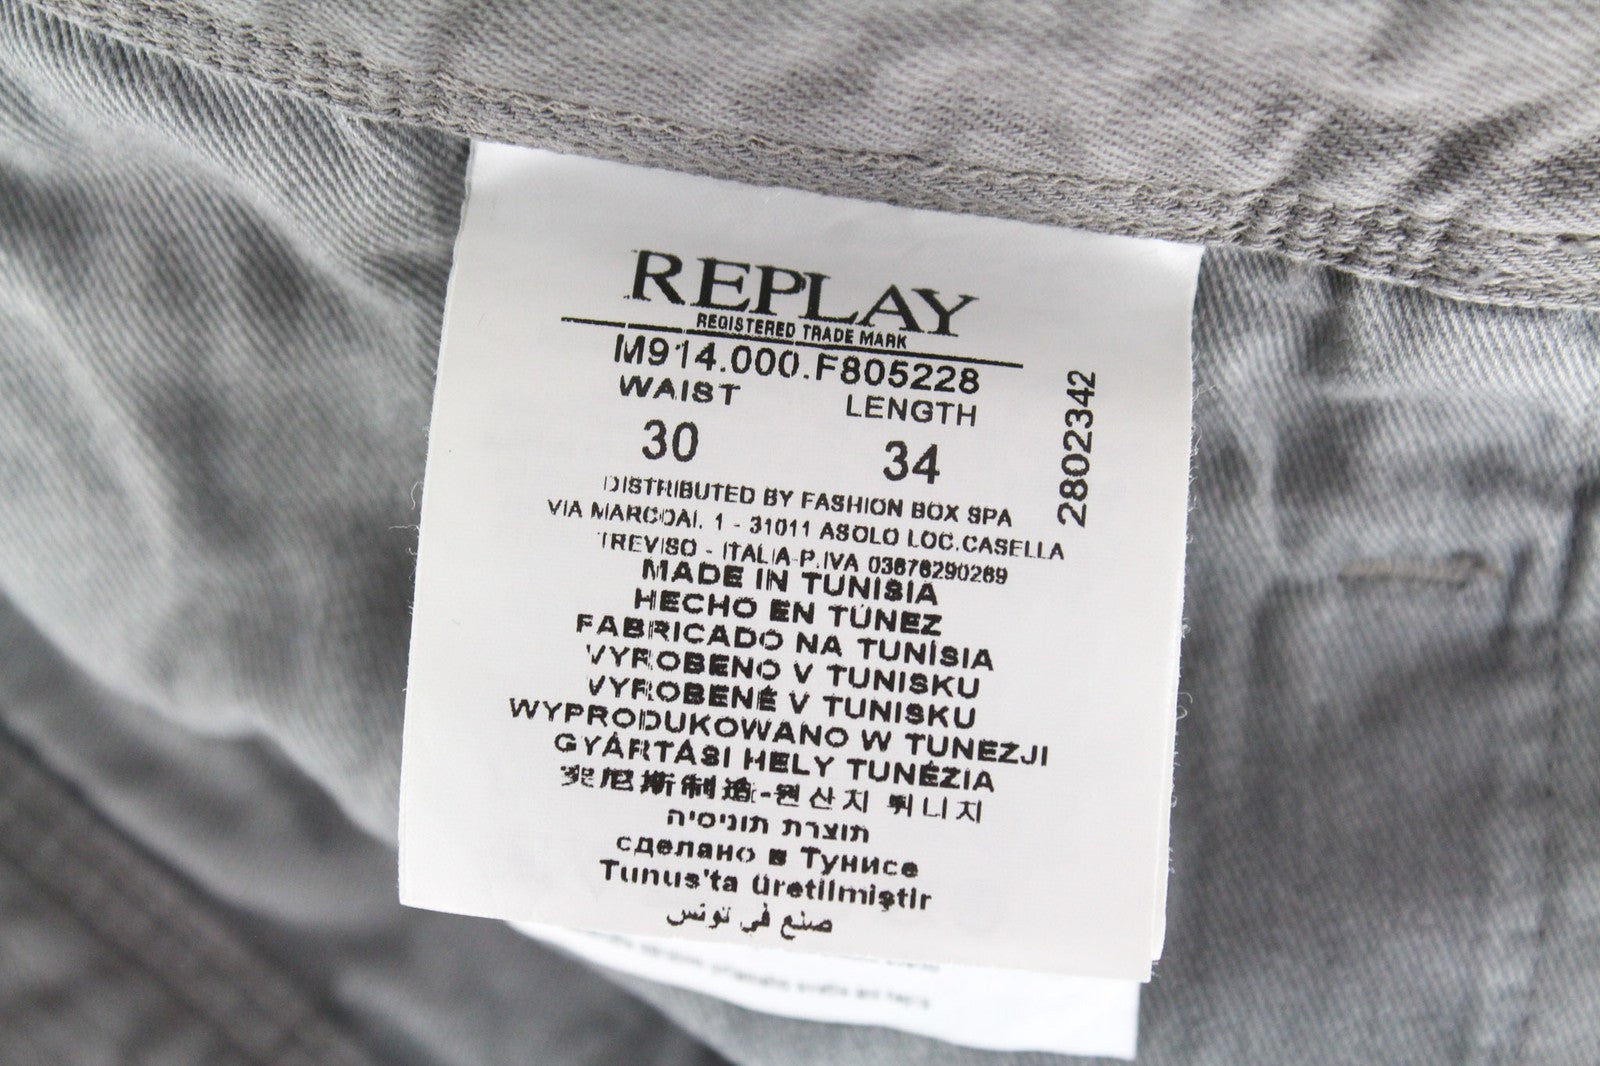 REPLAY
REGISTERED TRADE MARK
M914.000.F805228
WAIST LENGTH
30 34
2802342
DISTRIBUTED BY FASHION BOX SPA
VIA MARCOAI, 1 - 31011 ASOLO LOC.CASELLA
TREVISO - ITALIA-P.IVA 03676290269
MADE IN TUNISIA
HECHO EN TÚNEZ
FABRICADO NA TUNÍSIA
VYROBENO V TUNISKU
VYROBENÉ V TUNISKU
WYPRODUKOWANO W TUNEZJI
GYÁRTÁSI HELY TUNÉZIA
突尼斯制造-원산지 튀니지
תוצרת תוניסיה
сделано в Тунисе
Tunus'ta üretilmiştir
صنع في تونس